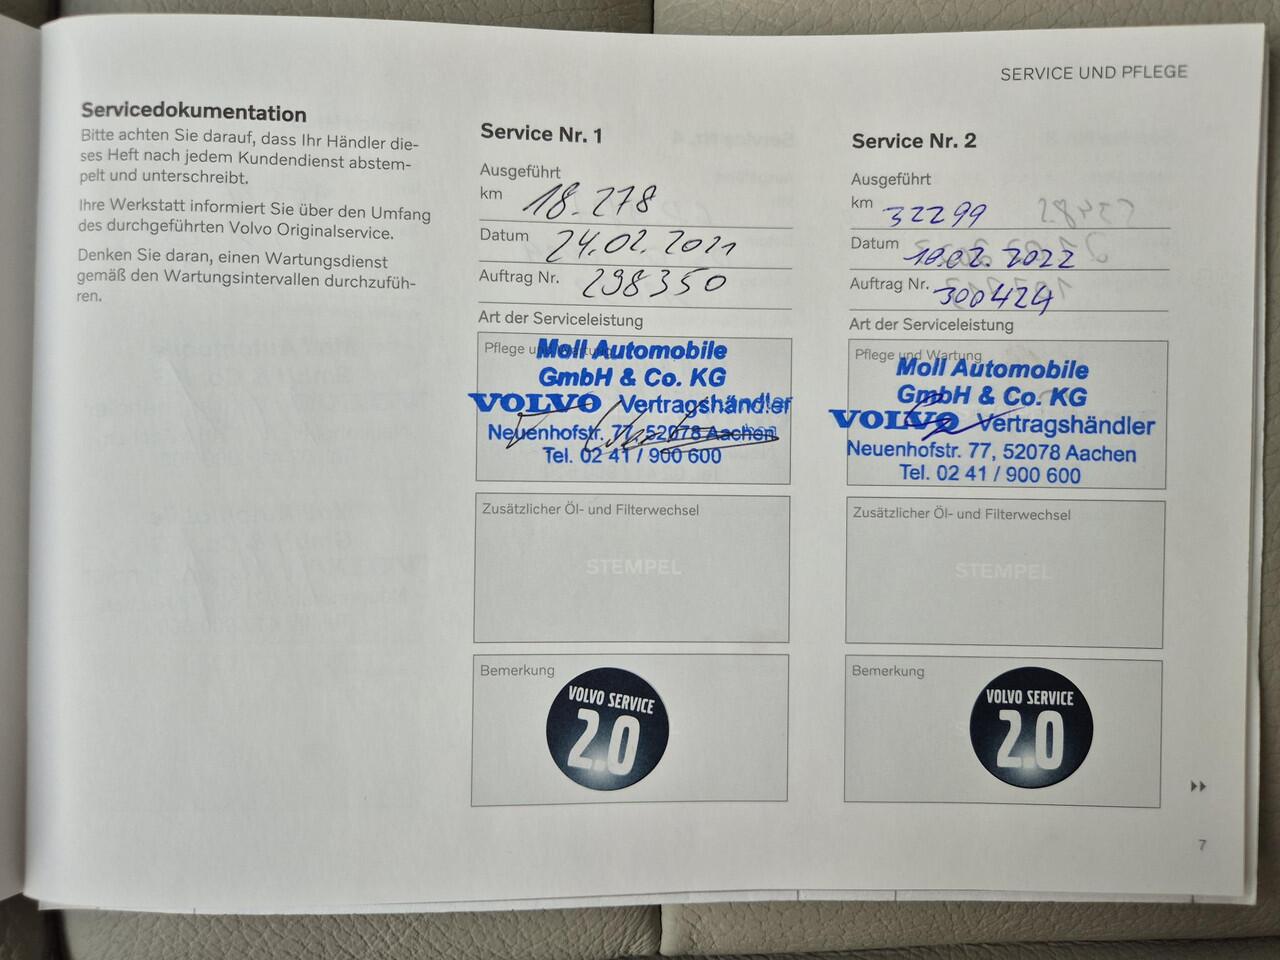 SERVICE UND PFLEGE
Servicedokumentation
Bitte achten Sie darauf, dass Ihr Händler die-
ses Heft nach jedem Kundendienst abstem-
pelt und unterschreibt.
Ihre Werkstatt informiert Sie über den Umfang
des durchgeführten Volvo Originalservice.
Denken Sie daran, einen Wartungsdienst
gemäß den Wartungsintervallen durchzufüh-
ren.
Service Nr. 1
Ausgeführt
km 18.278
Datum 24.02.2021
Auftrag Nr. 298350
Art der Serviceleistung
Pflege und Wartung
Moll Automobile
GmbH & Co. KG
VOLVO Vertragshändler
Neuenhofstr. 77, 52078 Aachen
Tel. 02 41 / 900 600
Zusätzlicher Öl- und Filterwechsel
STEMPEL
Bemerkung
VOLVO SERVICE
2.0
Service Nr. 2
Ausgeführt
km 32299
Datum 10.02.2022
Auftrag Nr. 300424
Art der Serviceleistung
Pflege und Wartung
Moll Automobile
GmbH & Co. KG
VOLVO Vertragshändler
Neuenhofstr. 77, 52078 Aachen
Tel. 02 41 / 900 600
Zusätzlicher Öl- und Filterwechsel
STEMPEL
Bemerkung
VOLVO SERVICE
2.0
7